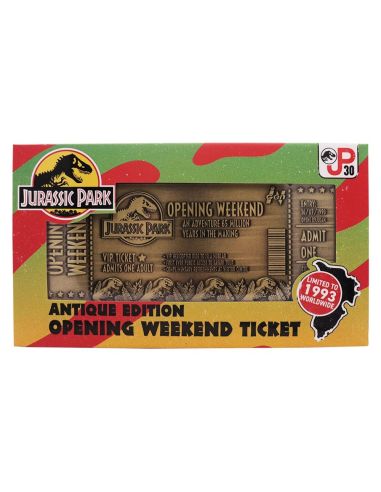 JURASSIC PARK
JP
30
OPENING
WEEKEND
JURASSIC PARK
V.I.P. TICKET ★
ADMITS ONE ADULT
OPENING WEEKEND
AN ADVENTURE 65 MILLION
YEARS IN THE MAKING
ENTRY:
ADMIT
ONE
LIMITED TO
1993
WORLDWIDE
ANTIQUE EDITION
OPENING WEEKEND TICKET